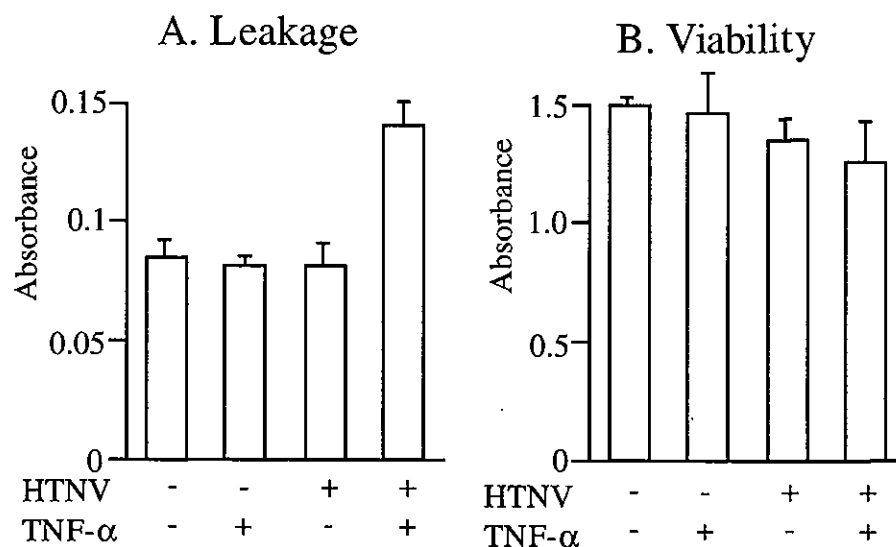 A. Leakage
Absorbance
0.15
0.1
0.05
0
HTNV - - + +
TNF-α - + - +
B. Viability
Absorbance
1.5
1.0
0.5
0
HTNV - - + +
TNF-α - + - +